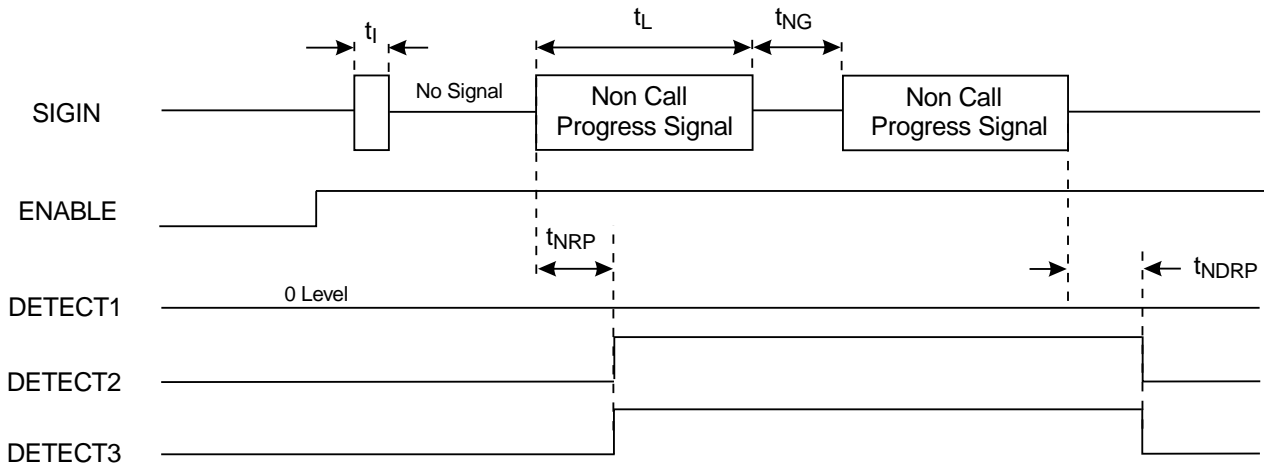 tI
tL
tNG
SIGIN
No Signal
Non Call
Progress Signal
Non Call
Progress Signal
ENABLE
tNRP
tNDRP
DETECT1
0 Level
DETECT2
DETECT3